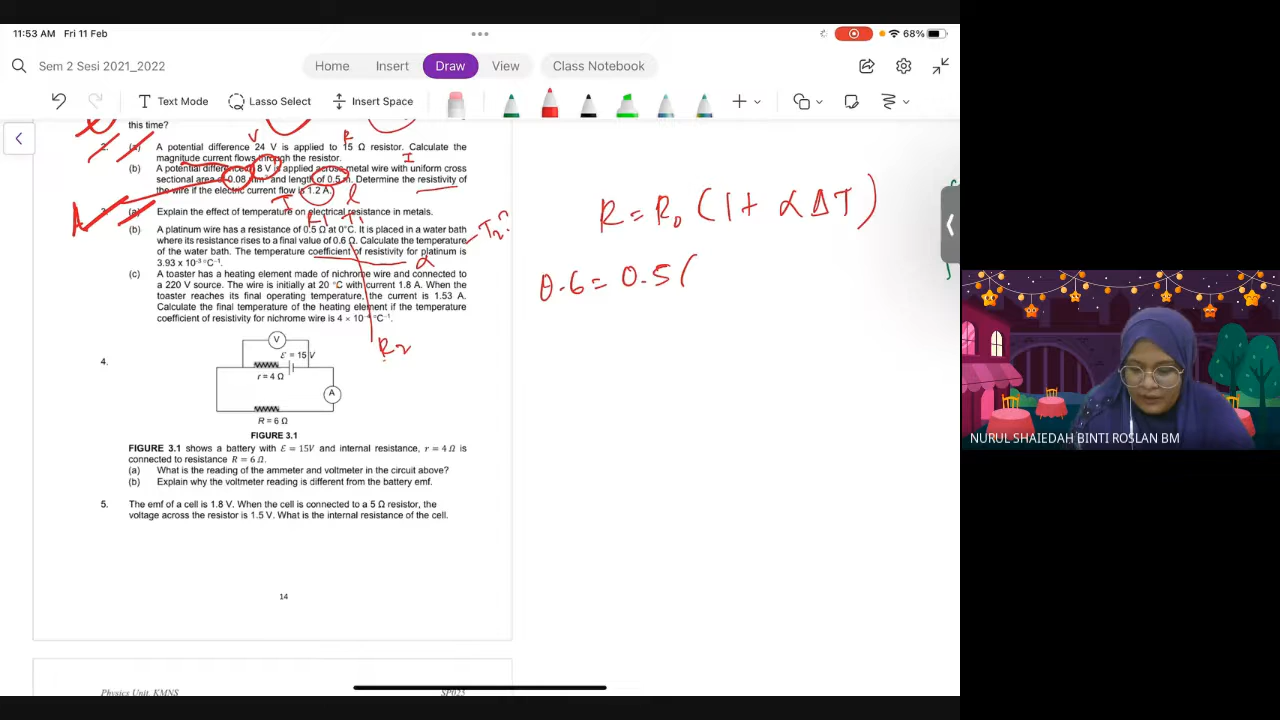 11:53 AM Fri 11 Feb
68%
Sem 2 Sesi 2021_2022
Home Insert Draw View Class Notebook
Text Mode Lasso Select Insert Space
this time?
2. (a) A potential difference 24 V is applied to 15 Ω resistor. Calculate the
magnitude current flows through the resistor.
(b) A potential difference of 8 V is applied across metal wire with uniform cross
sectional area of 0.08 mm² and length of 0.5 m. Determine the resistivity of
the wire if the electric current flow is 1.2 A.
V
R
I
I
l
A
3. (a) Explain the effect of temperature on electrical resistance in metals.
R1 T1
(b) A platinum wire has a resistance of 0.5 Ω at 0°C. It is placed in a water bath
where its resistance rises to a final value of 0.6 Ω. Calculate the temperature
of the water bath. The temperature coefficient of resistivity for platinum is
3.93 x 10⁻³ °C⁻¹.
T2?
α
(c) A toaster has a heating element made of nichrome wire and connected to
a 220 V source. The wire is initially at 20 °C with current 1.8 A. When the
toaster reaches its final operating temperature, the current is 1.53 A.
Calculate the final temperature of the heating element if the temperature
coefficient of resistivity for nichrome wire is 4 × 10⁻⁴ °C⁻¹.
R2
4.
V
ℰ = 15 V
r = 4 Ω
A
R = 6 Ω
FIGURE 3.1
FIGURE 3.1 shows a battery with ℰ = 15V and internal resistance, r = 4 Ω is
connected to resistance R = 6 Ω.
(a) What is the reading of the ammeter and voltmeter in the circuit above?
(b) Explain why the voltmeter reading is different from the battery emf.
5. The emf of a cell is 1.8 V. When the cell is connected to a 5 Ω resistor, the
voltage across the resistor is 1.5 V. What is the internal resistance of the cell.
14
Physics Unit, KMNS SP025
R = R₀ (1 + αΔT)
0.6 = 0.5 (
NURUL SHAIEDAH BINTI ROSLAN BM